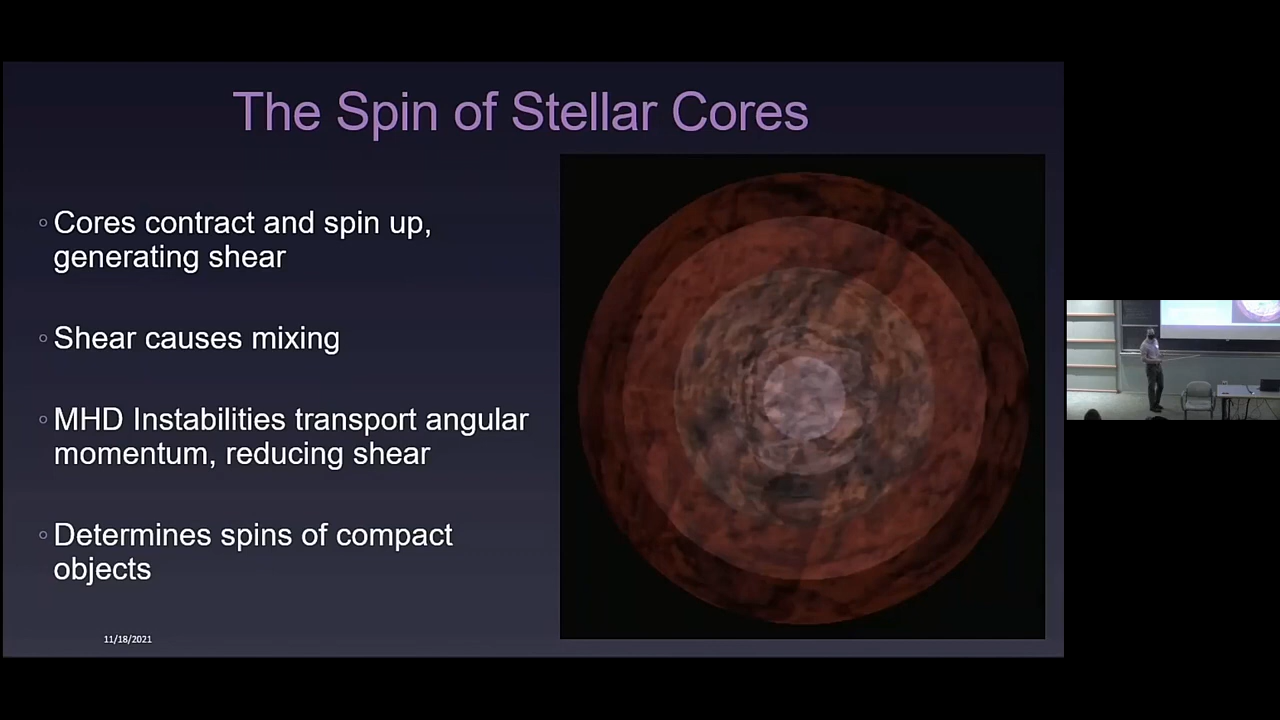 The Spin of Stellar Cores
Cores contract and spin up,
generating shear
Shear causes mixing
MHD Instabilities transport angular
momentum, reducing shear
Determines spins of compact
objects
11/18/2021